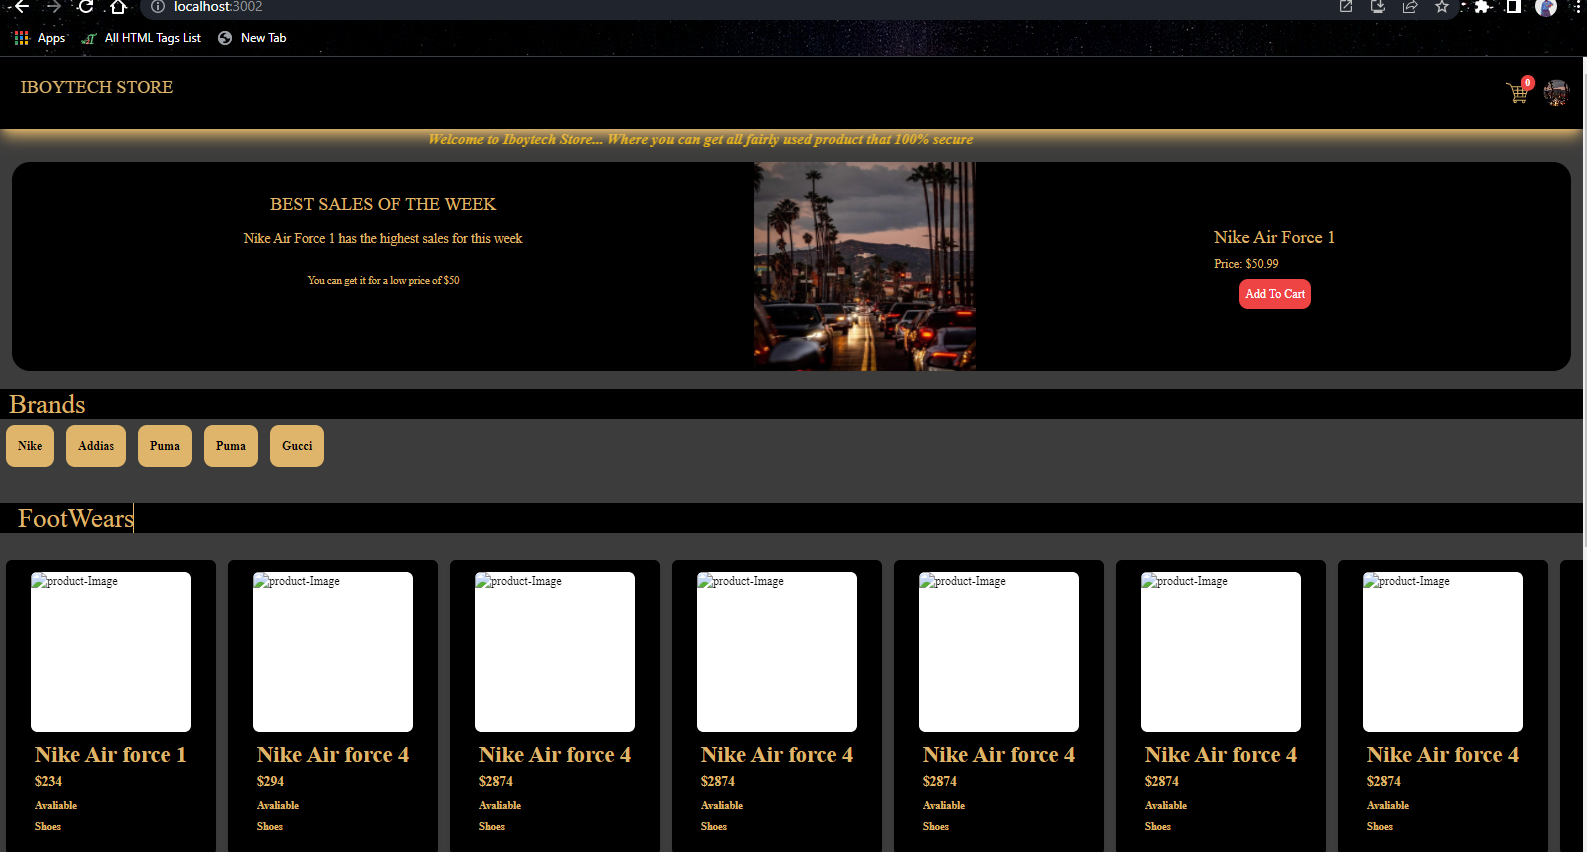 localhost:3002
Apps
All HTML Tags List
New Tab
IBOYTECH STORE
0
Welcome to Iboytech Store... Where you can get all fairly used product that 100% secure
BEST SALES OF THE WEEK
Nike Air Force 1 has the highest sales for this week
You can get it for a low price of $50
Nike Air Force 1
Price: $50.99
Add To Cart
Brands
Nike
Addias
Puma
Puma
Gucci
FootWears
product-Image
product-Image
product-Image
product-Image
product-Image
product-Image
product-Image
Nike Air force 1
Nike Air force 4
Nike Air force 4
Nike Air force 4
Nike Air force 4
Nike Air force 4
Nike Air force 4
$234
$294
$2874
$2874
$2874
$2874
$2874
Avaliable
Avaliable
Avaliable
Avaliable
Avaliable
Avaliable
Avaliable
Shoes
Shoes
Shoes
Shoes
Shoes
Shoes
Shoes